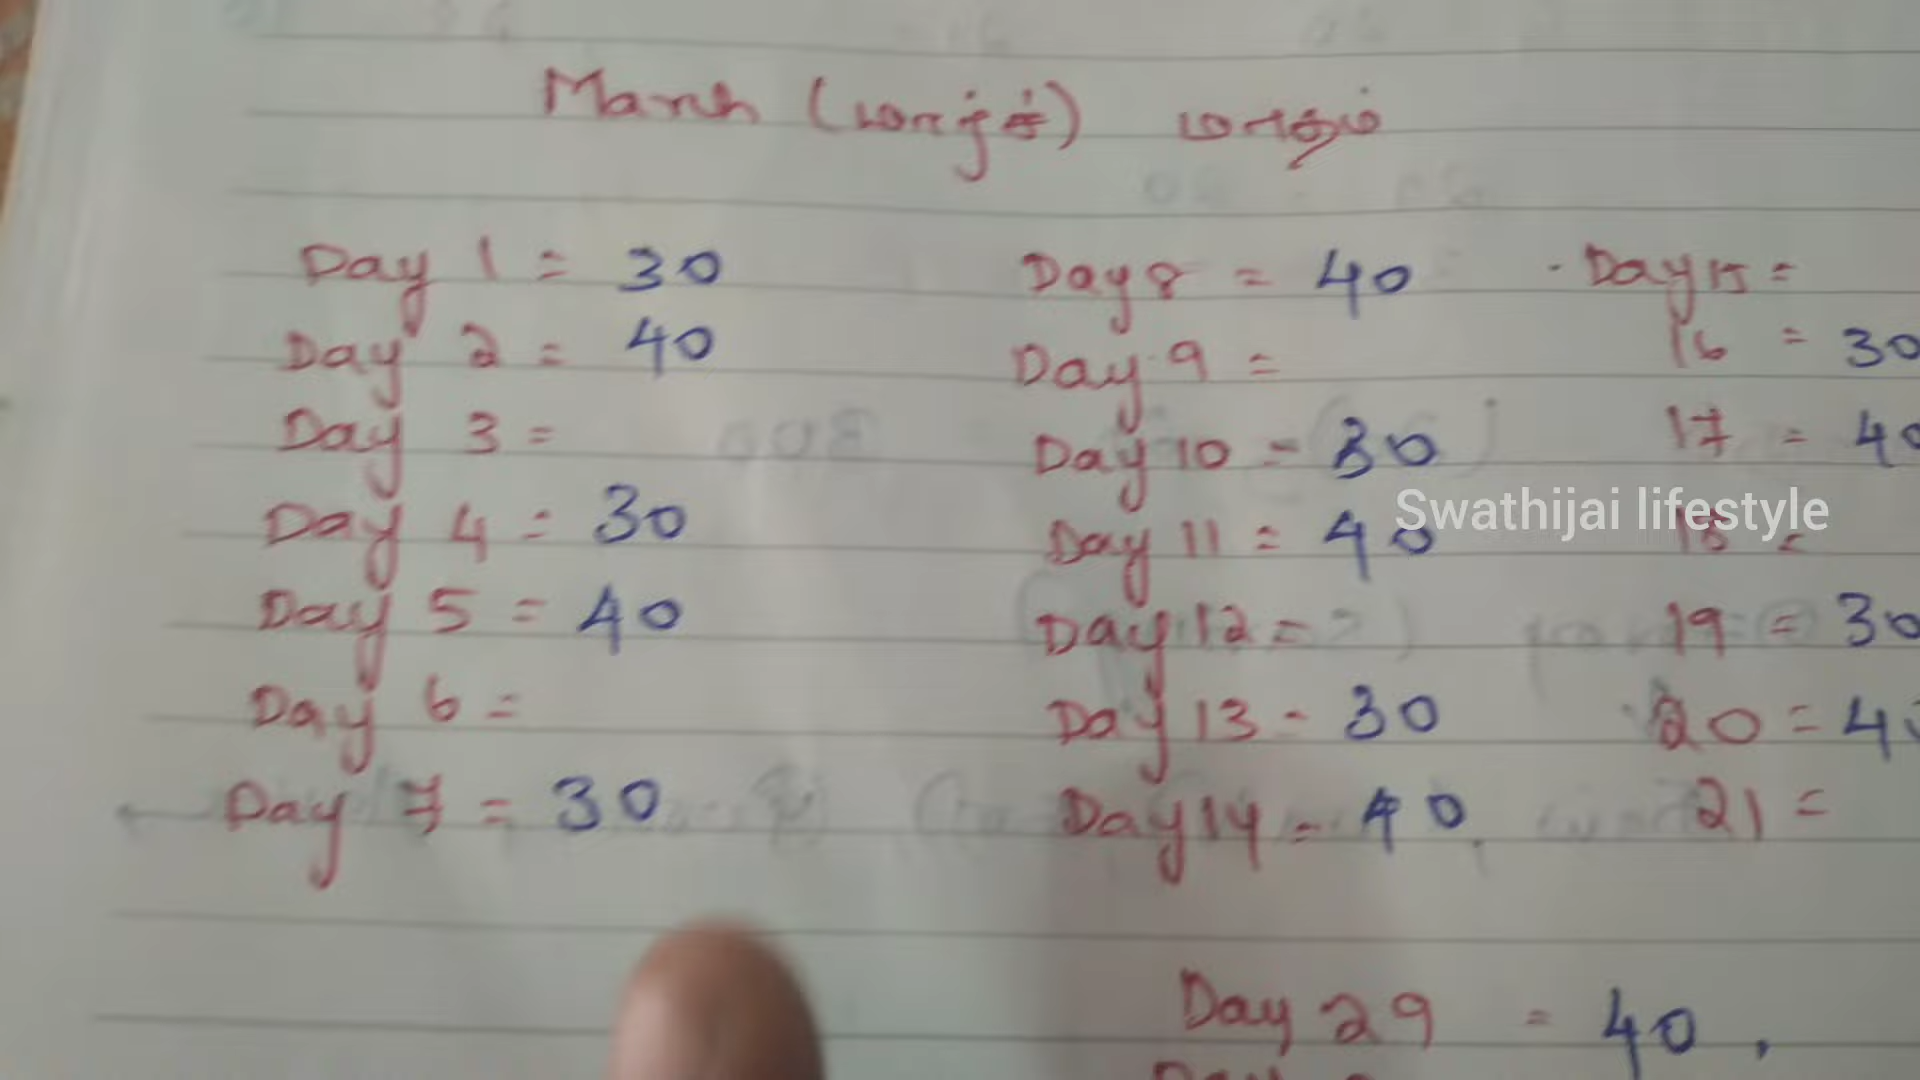 March (மார்ச்) மாதம்
Day 1 = 30
Day 2 = 40
Day 3 =
Day 4 = 30
Day 5 = 40
Day 6 =
Day 7 = 30
Day 8 = 40
Day 9 =
Day 10 = 30
Day 11 = 40
Day 12 =
Day 13 = 30
Day 14 = 40
Day 15 =
16 = 30
17 = 40
18 =
19 = 30
20 = 40
21 =
Day 29 = 40
Swathijai lifestyle